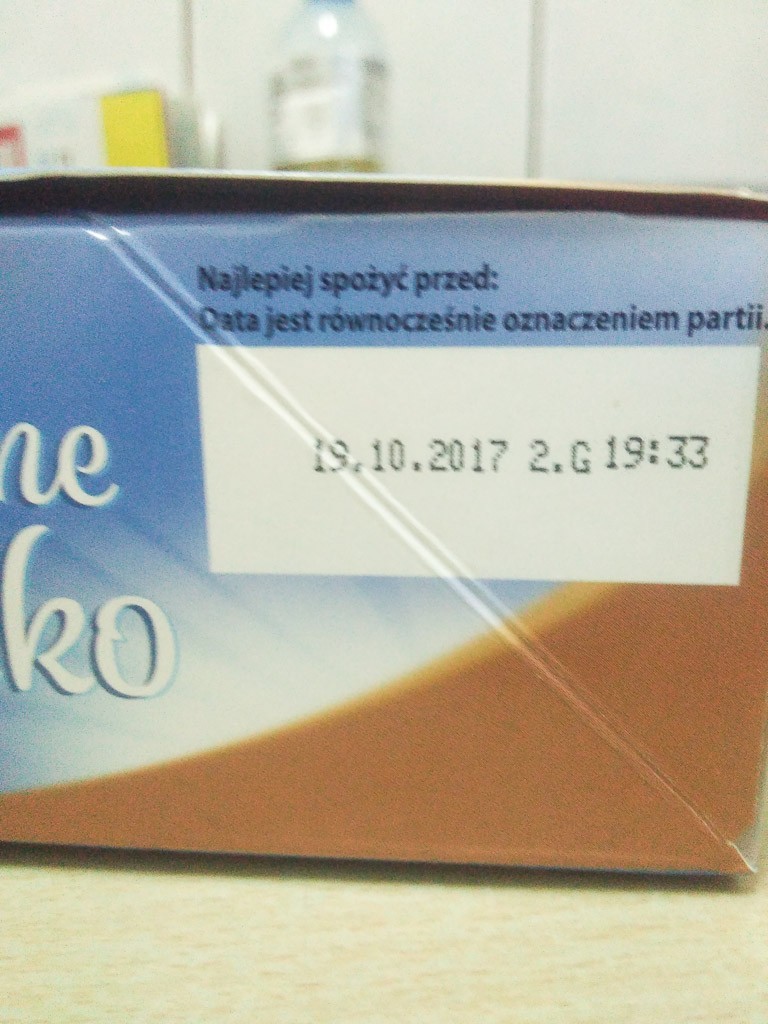 Najlepiej spożyć przed:
Data jest równocześnie oznaczeniem partii.
19.10.2017 2.G 19:33
ne
ko